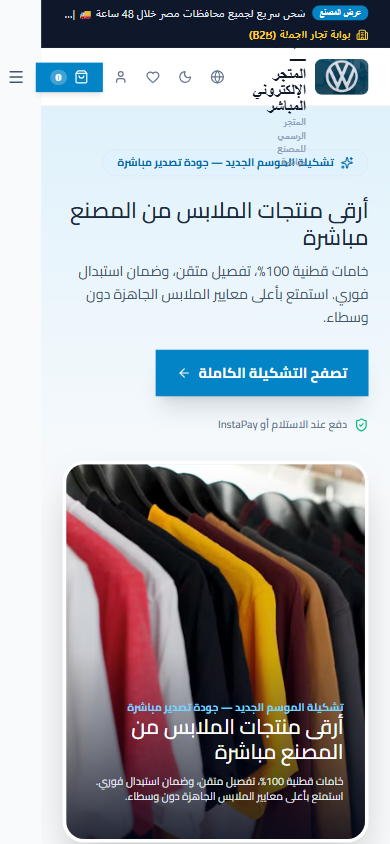 عرض المصنع شحن سريع لجميع محافظات مصر خلال 48 ساعة 🚚 |...
بوابة تجار الجملة (B2B)
المتجر
الإلكتروني
المباشر
0
المتجر
الرسمي
للمصنع
تشكيلة الموسم الجديد — جودة تصدير مباشرة
أرقى منتجات الملابس من المصنع
مباشرة
خامات قطنية 100%، تفصيل متقن، وضمان استبدال
فوري. استمتع بأعلى معايير الملابس الجاهزة دون
وسطاء.
تصفح التشكيلة الكاملة ←
دفع عند الاستلام أو InstaPay
تشكيلة الموسم الجديد — جودة تصدير مباشرة
أرقى منتجات الملابس من
المصنع مباشرة
خامات قطنية 100%، تفصيل متقن، وضمان استبدال فوري.
استمتع بأعلى معايير الملابس الجاهزة دون وسطاء.